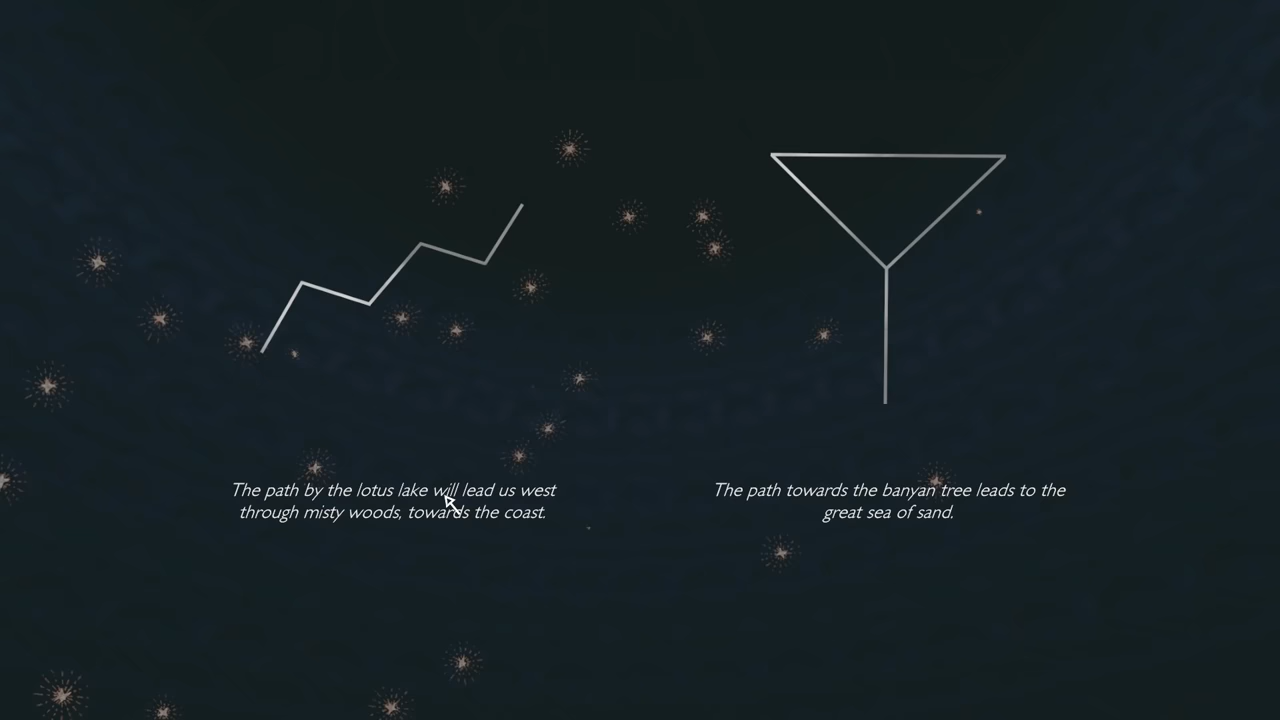 The path by the lotus lake will lead us west
through misty woods, towards the coast.
The path towards the banyan tree leads to the
great sea of sand.